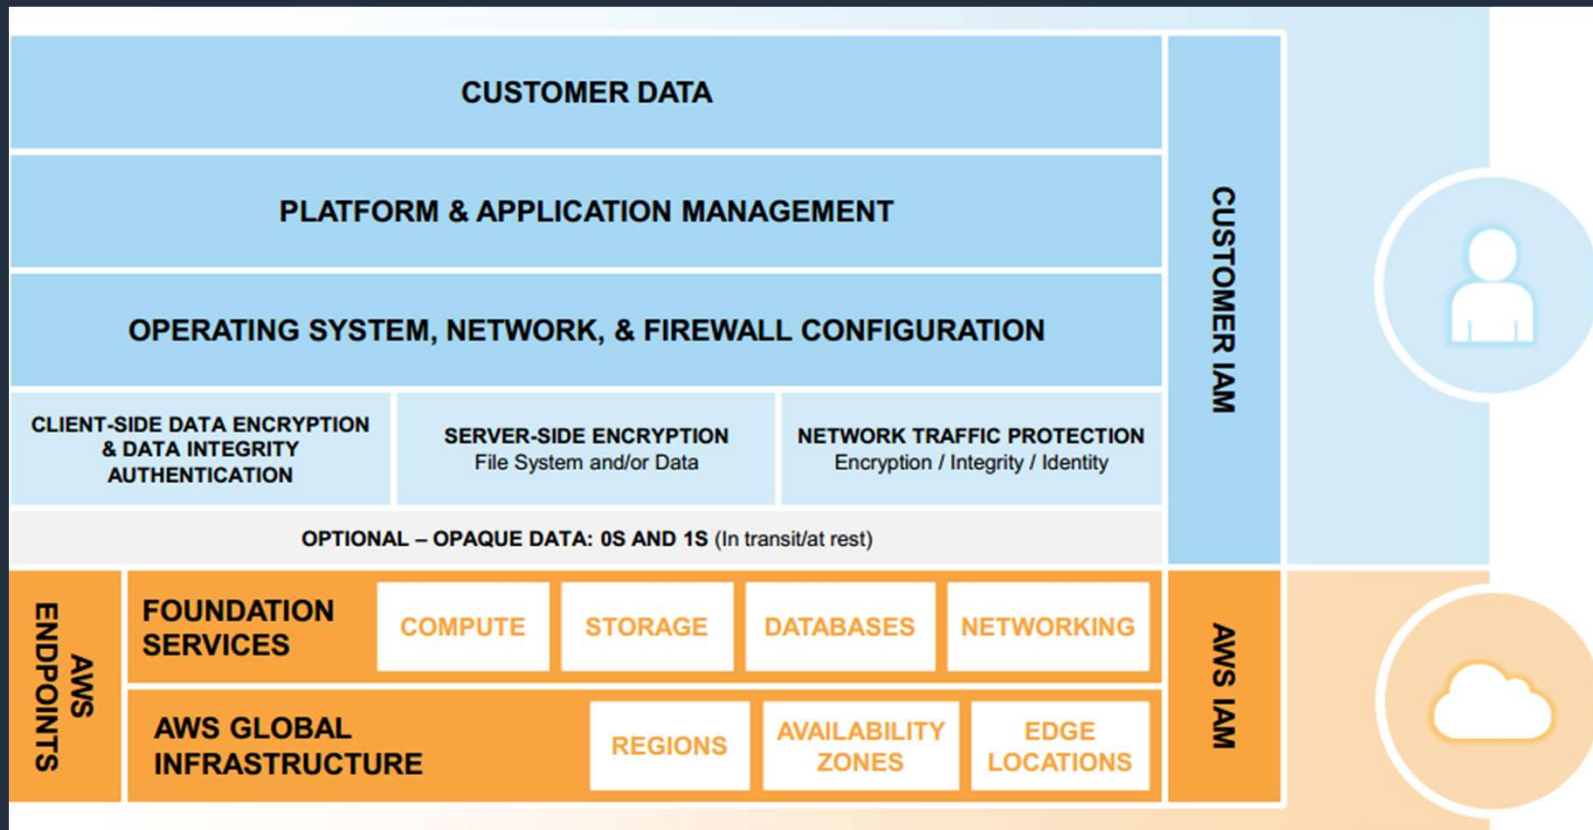 CUSTOMER DATA
PLATFORM & APPLICATION MANAGEMENT
OPERATING SYSTEM, NETWORK, & FIREWALL CONFIGURATION
CLIENT-SIDE DATA ENCRYPTION
& DATA INTEGRITY
AUTHENTICATION
SERVER-SIDE ENCRYPTION
File System and/or Data
NETWORK TRAFFIC PROTECTION
Encryption / Integrity / Identity
OPTIONAL – OPAQUE DATA: 0S AND 1S (In transit/at rest)
CUSTOMER IAM
AWS
ENDPOINTS
FOUNDATION
SERVICES
COMPUTE
STORAGE
DATABASES
NETWORKING
AWS GLOBAL
INFRASTRUCTURE
REGIONS
AVAILABILITY
ZONES
EDGE
LOCATIONS
AWS IAM